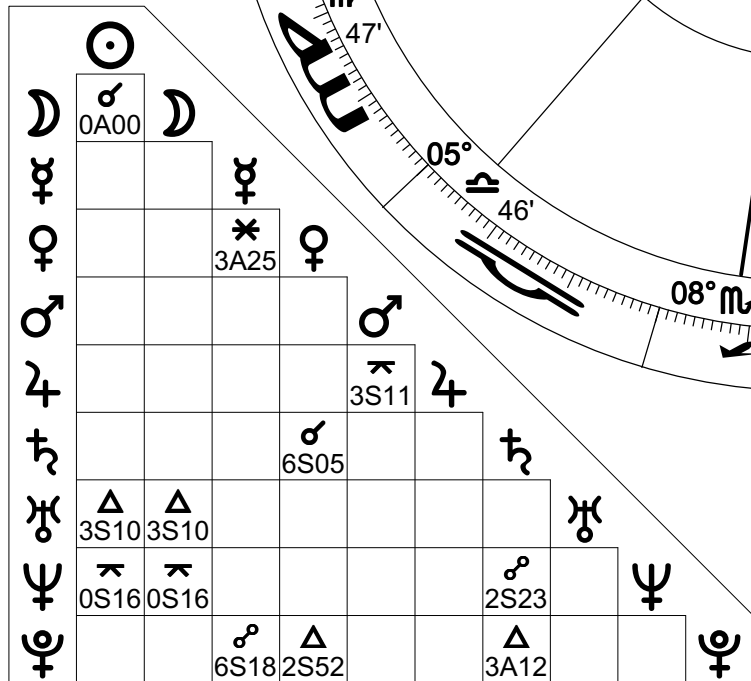 47'
☉
☌
☽ 0A00 ☽
05°
☿ ☿ ♎ 46'
⚹
♀ 3A25 ♀
08° ♏
♂ ♂
⚻
♃ 3S11 ♃
☌
♄ 6S05 ♄
△ △
♅ 3S10 3S10 ♅
⚻ ⚻ ☍
♆ 0S16 0S16 2S23 ♆
☍ △ △
♇ 6S18 2S52 3A12 ♇